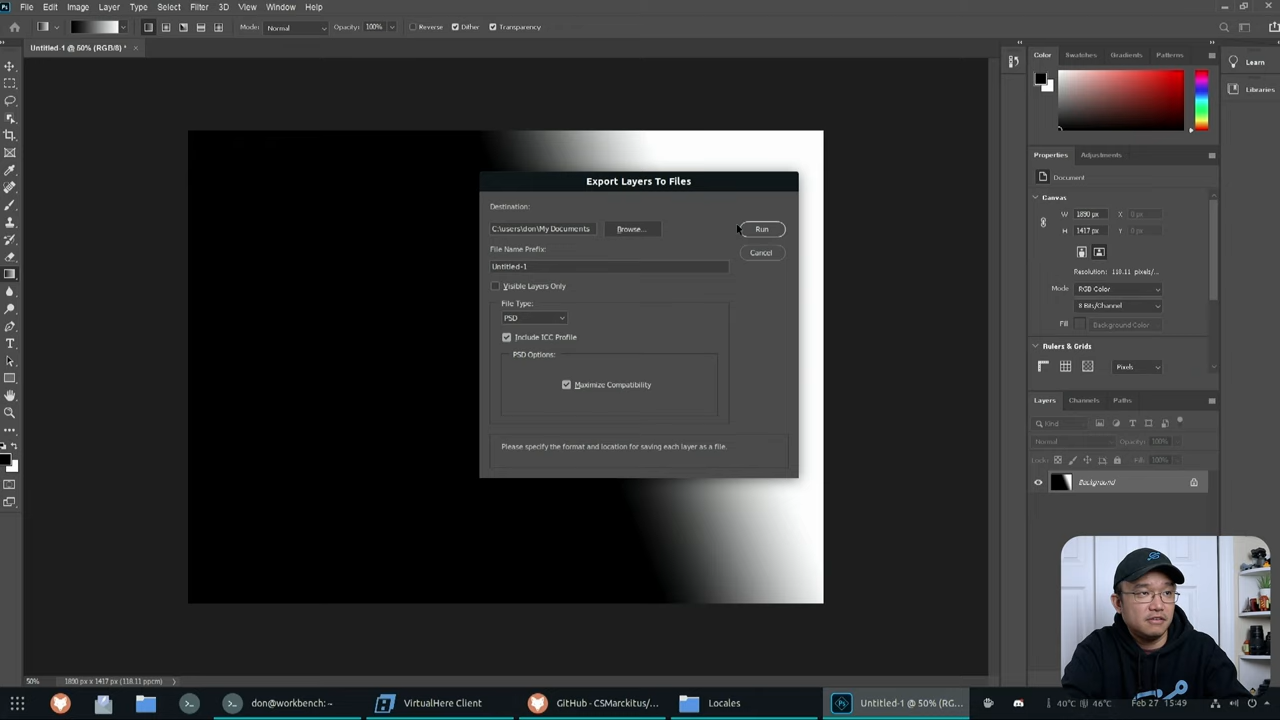 File Edit Image Layer Type Select Filter 3D View Window Help
Mode: Normal Opacity: 100% Reverse Dither Transparency
Untitled-1 @ 50% (RGB/8) * ×
Color Swatches Gradients Patterns
Learn
Libraries
Properties Adjustments
Document
Canvas
W 1890 px X 0 px
H 1417 px Y 0 px
Resolution: 118.11 pixels/...
Mode RGB Color
8 Bits/Channel
Fill Background Color
Rulers & Grids
Pixels
Layers Channels Paths
Kind
Normal Opacity: 100%
Lock: Fill: 100%
Background
Export Layers To Files
Destination:
C:\users\don\My Documents Browse... Run
File Name Prefix: Cancel
Untitled-1
Visible Layers Only
File Type:
PSD
Include ICC Profile
PSD Options:
Maximize Compatibility
Please specify the format and location for saving each layer as a file.
50% 1890 px x 1417 px (118.11 ppcm)
don@workbench: ~ VirtualHere Client GitHub - CSMarckitus/... Locales Untitled-1 @ 50% (RG... 40°C 46°C Feb 27 15:49